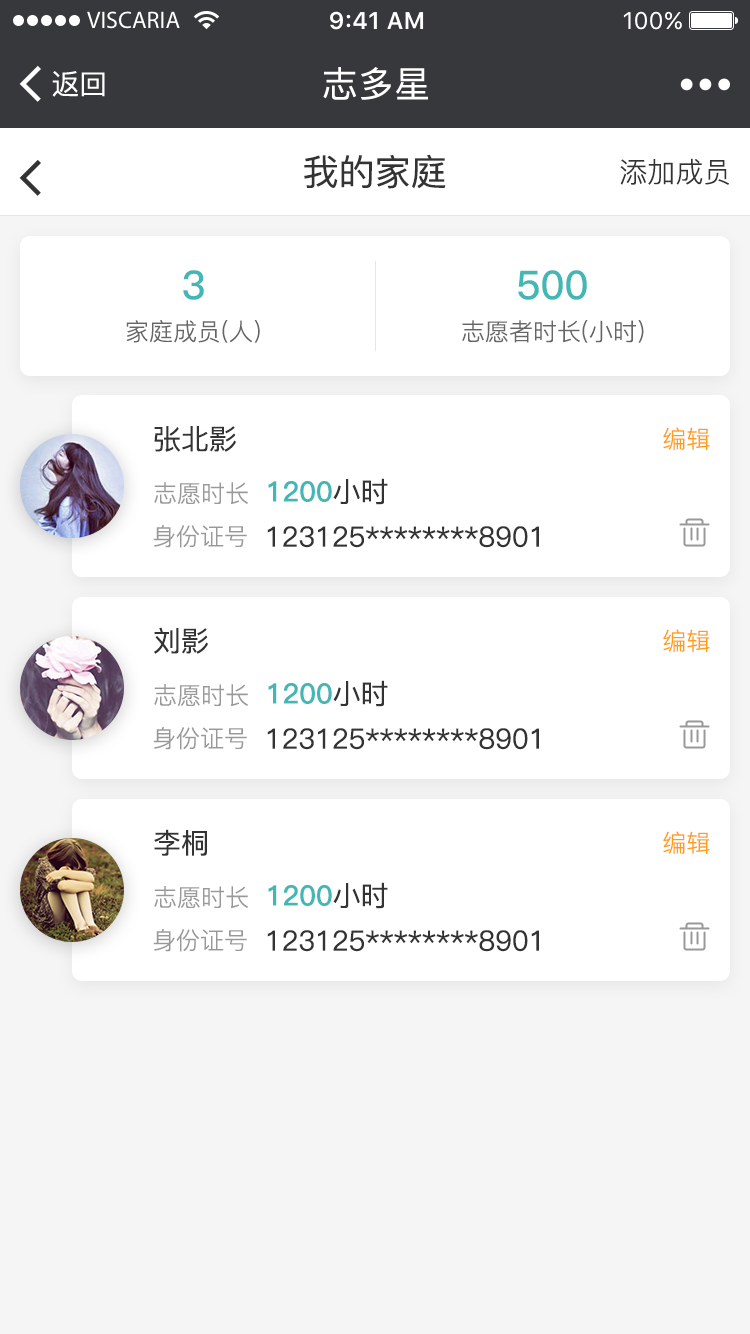 VISCARIA 9:41 AM 100%
返回 志多星
我的家庭 添加成员
3 500
家庭成员(人) 志愿者时长(小时)
张北影 编辑
志愿时长 1200小时
身份证号 123125********8901
刘影 编辑
志愿时长 1200小时
身份证号 123125********8901
李桐 编辑
志愿时长 1200小时
身份证号 123125********8901